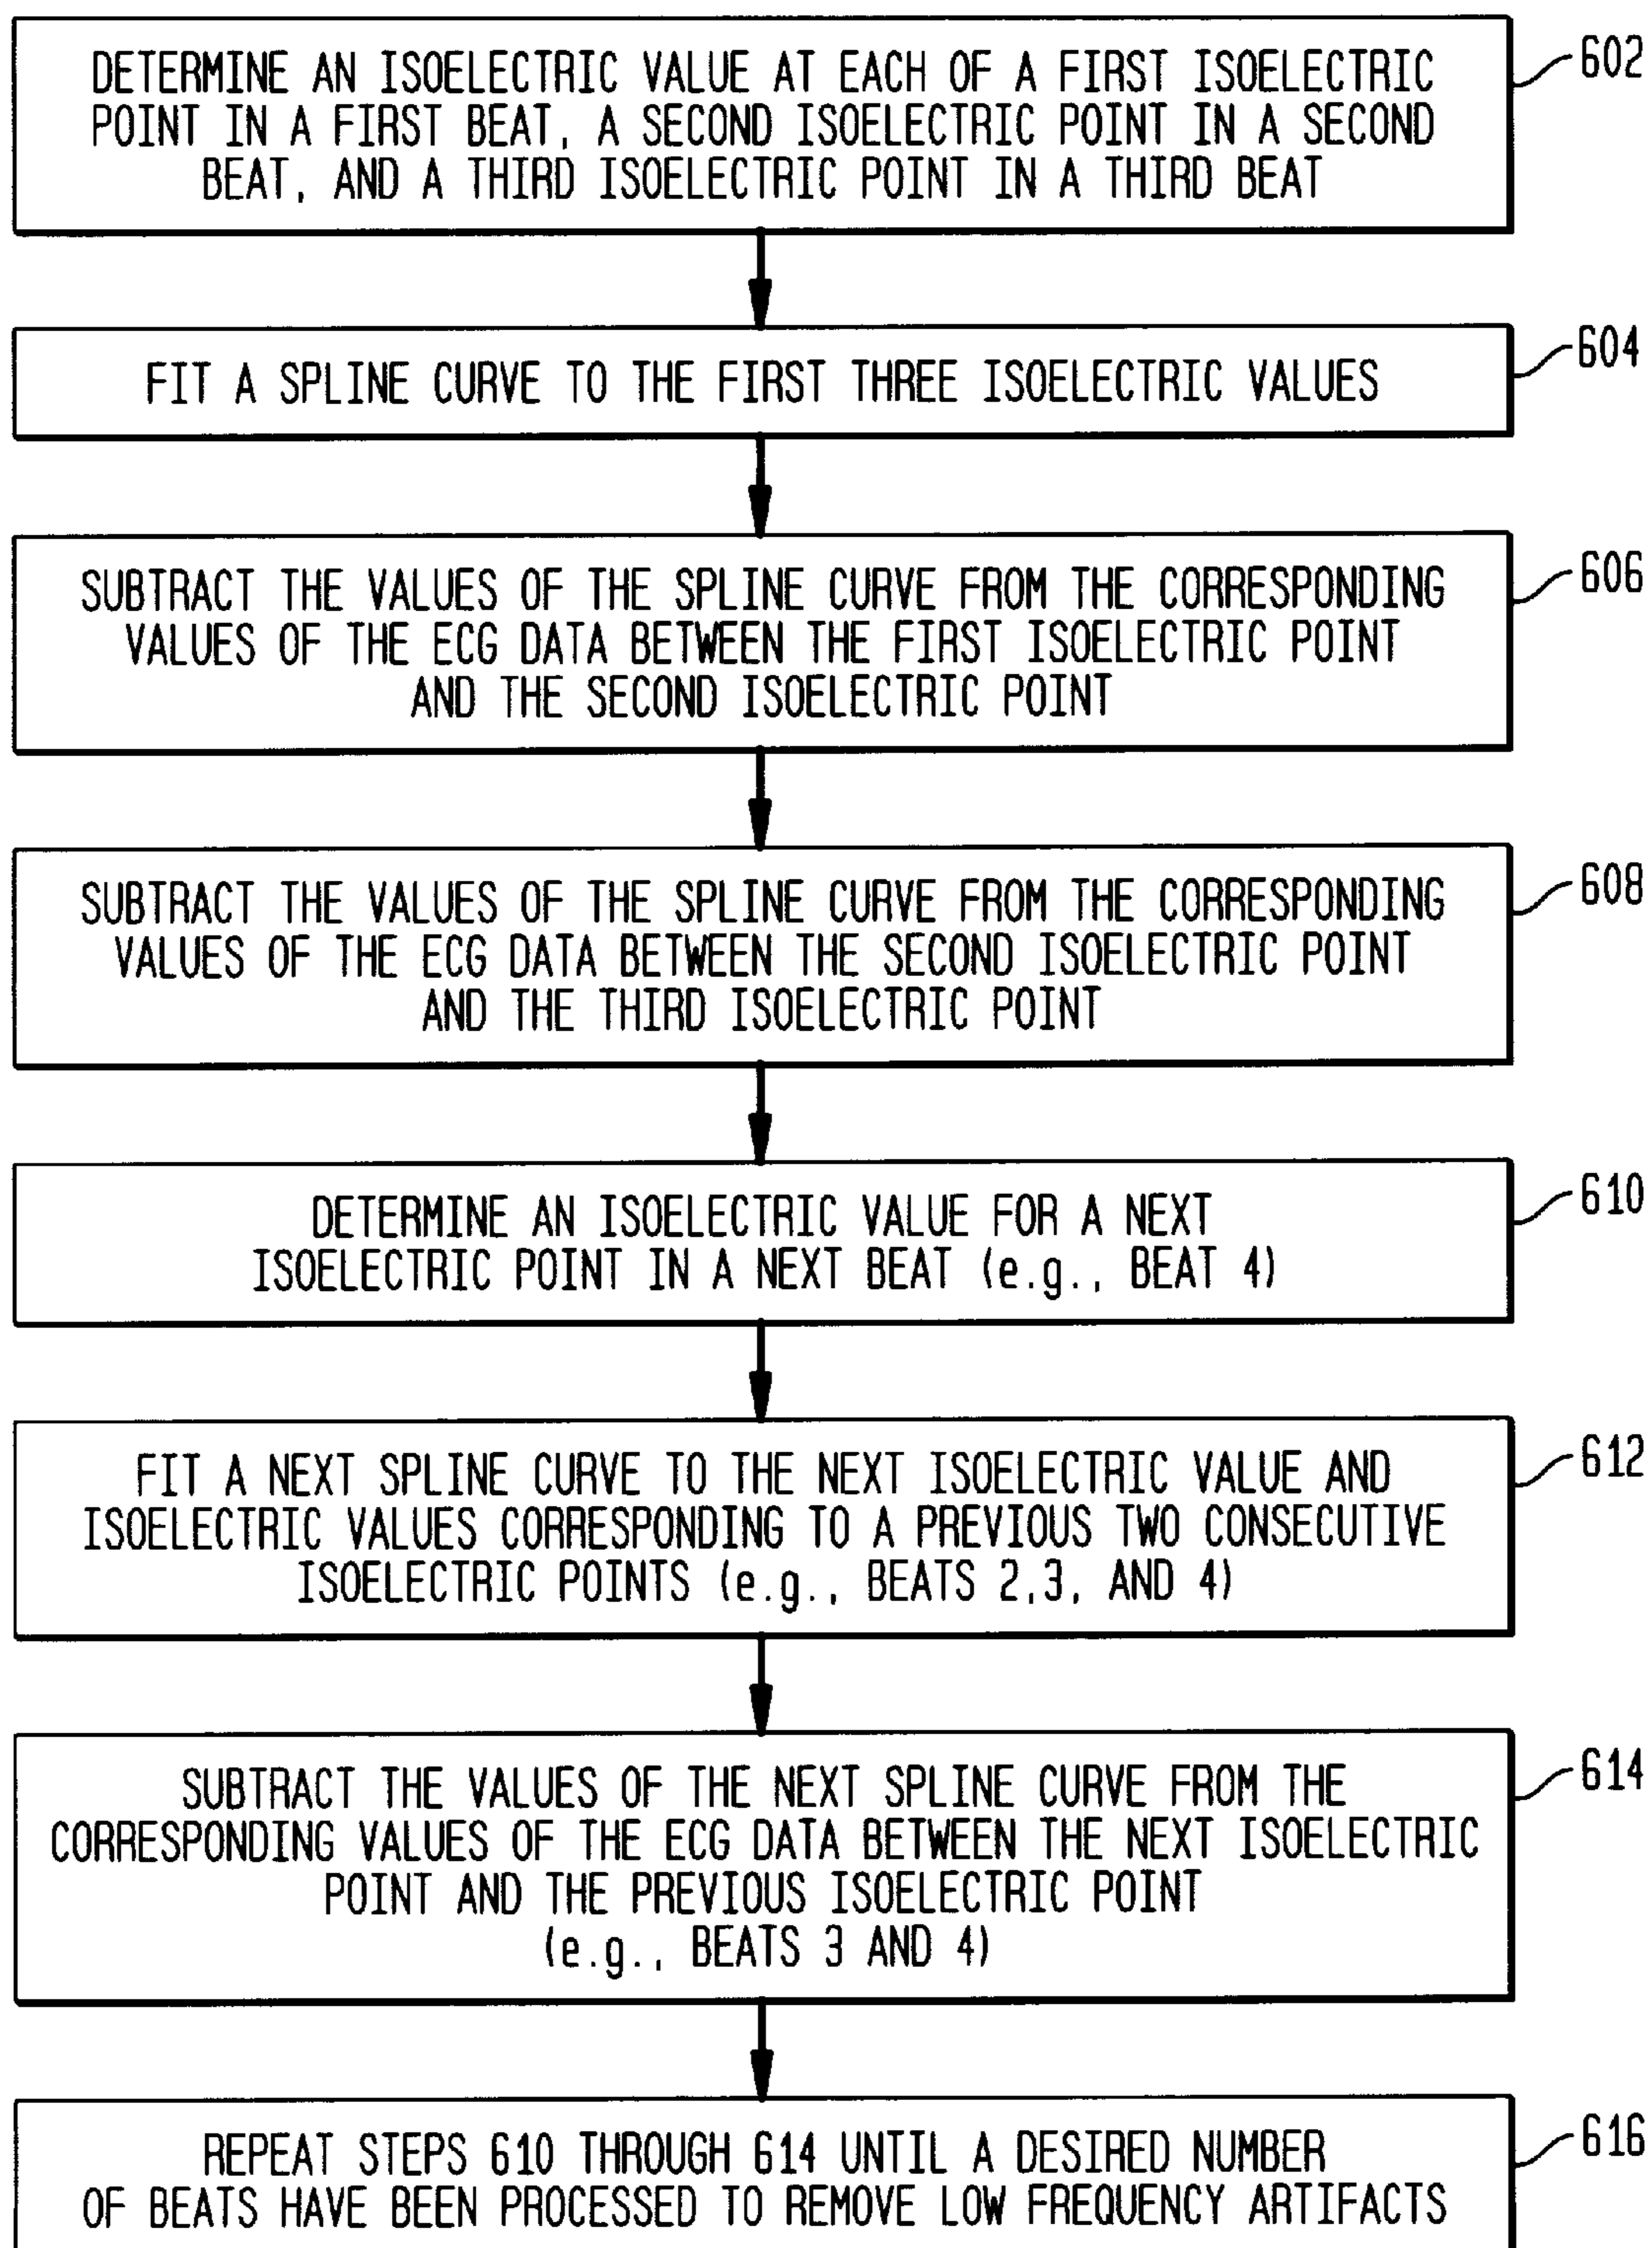 DETERMINE AN ISOELECTRIC VALUE AT EACH OF A FIRST ISOELECTRIC
POINT IN A FIRST BEAT, A SECOND ISOELECTRIC POINT IN A SECOND
BEAT, AND A THIRD ISOELECTRIC POINT IN A THIRD BEAT
602
FIT A SPLINE CURVE TO THE FIRST THREE ISOELECTRIC VALUES
604
SUBTRACT THE VALUES OF THE SPLINE CURVE FROM THE CORRESPONDING
VALUES OF THE ECG DATA BETWEEN THE FIRST ISOELECTRIC POINT
AND THE SECOND ISOELECTRIC POINT
606
SUBTRACT THE VALUES OF THE SPLINE CURVE FROM THE CORRESPONDING
VALUES OF THE ECG DATA BETWEEN THE SECOND ISOELECTRIC POINT
AND THE THIRD ISOELECTRIC POINT
608
DETERMINE AN ISOELECTRIC VALUE FOR A NEXT
ISOELECTRIC POINT IN A NEXT BEAT (e.g., BEAT 4)
610
FIT A NEXT SPLINE CURVE TO THE NEXT ISOELECTRIC VALUE AND
ISOELECTRIC VALUES CORRESPONDING TO A PREVIOUS TWO CONSECUTIVE
ISOELECTRIC POINTS (e.g., BEATS 2,3, AND 4)
612
SUBTRACT THE VALUES OF THE NEXT SPLINE CURVE FROM THE
CORRESPONDING VALUES OF THE ECG DATA BETWEEN THE NEXT ISOELECTRIC
POINT AND THE PREVIOUS ISOELECTRIC POINT
(e.g., BEATS 3 AND 4)
614
REPEAT STEPS 610 THROUGH 614 UNTIL A DESIRED NUMBER
OF BEATS HAVE BEEN PROCESSED TO REMOVE LOW FREQUENCY ARTIFACTS
616